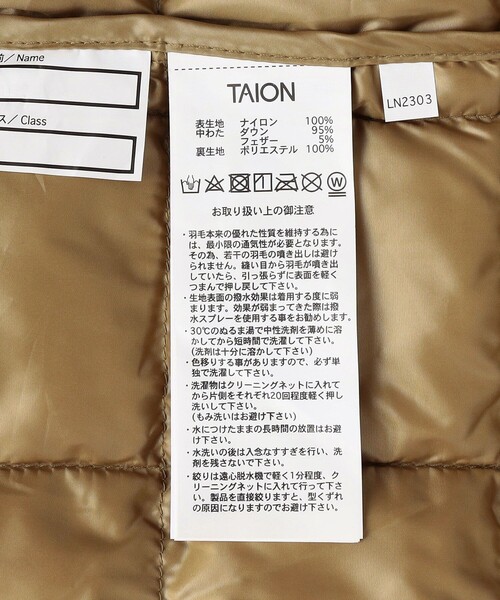 前／Name
ス／Class
TAION
表生地 ナイロン 100%
中わた ダウン 95%
フェザー 5%
裏生地 ポリエステル 100%
LN2303
お取り扱い上の御注意
・羽毛本来の優れた性質を維持する為に
は、最小限の通気性が必要となります。
その為、若干の羽毛の噴き出しは避け
られません。縫い目から羽毛が噴き出
していたら、引っ張らずに表面を軽く
つまんで押し戻して下さい。
・生地表面の撥水効果は着用する度に弱
まります。効果が弱まってきた際は撥
水スプレーを使用する事をお勧めします。
・30℃のぬるま湯で中性洗剤を薄めに溶
かしてから短時間で洗濯して下さい。
(洗剤は十分に溶かして下さい)
・色移りする事がありますので、必ず単
独で洗濯して下さい。
・洗濯物はクリーニングネットに入れて
から片側をそれぞれ20回程度軽く押し
洗いして下さい。
(もみ洗いはお避け下さい)
・水につけたままの長時間の放置はお避
け下さい。
・水洗いの後は入念なすすぎを行い、洗
剤を残さないで下さい。
・絞りは遠心脱水機で軽く1分程度、ク
リーニングネットに入れて行って下さ
い。製品を直接絞りますと、型くずれ
の原因になりますのでお避け下さい。